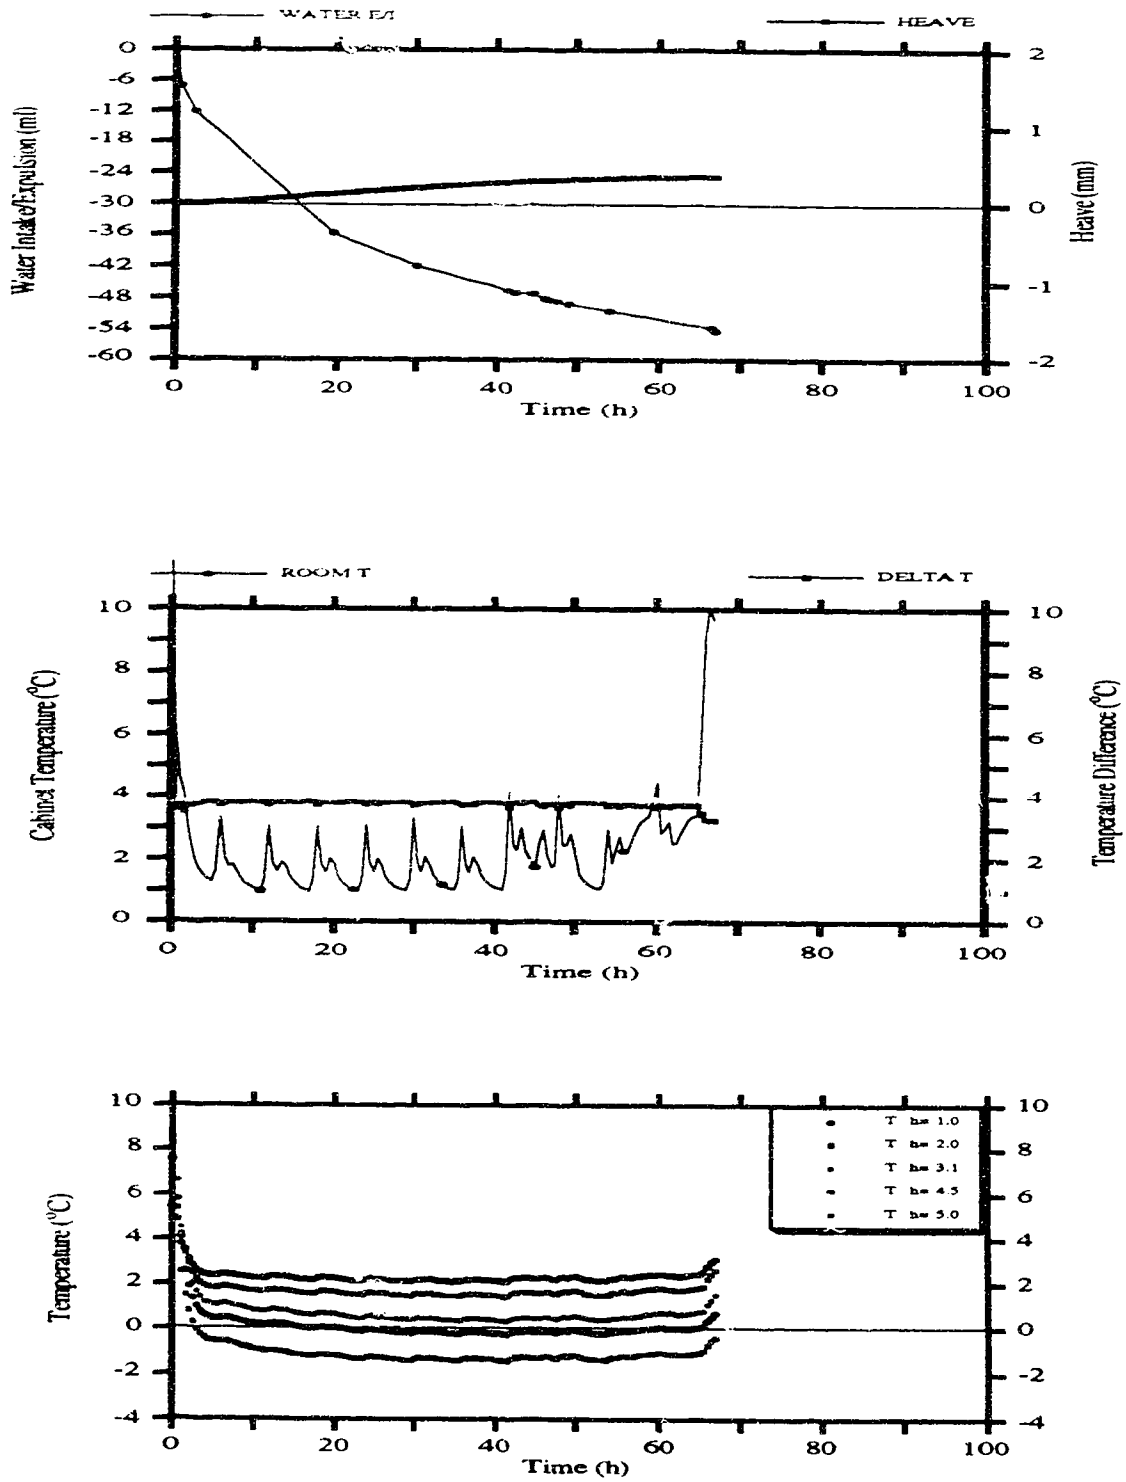 WATER E/I
HEAVE
0
-6
-12
-18
-24
-30
-36
-42
-48
-54
-60
Water Intake/Expulsion (ml)
2
1
0
-1
-2
Heave (mm)
0 20 40 60 80 100
Time (h)
ROOM T
DELTA T
10
8
6
4
2
0
Cabinet Temperature (°C)
10
8
6
4
2
0
Temperature Difference (°C)
0 20 40 60 80 100
Time (h)
10
8
6
4
2
0
-2
-4
Temperature (°C)
T h= 1.0
T h= 2.0
T h= 3.1
T h= 4.5
T h= 5.0
10
8
6
4
2
0
-2
-4
0 20 40 60 80 100
Time (h)